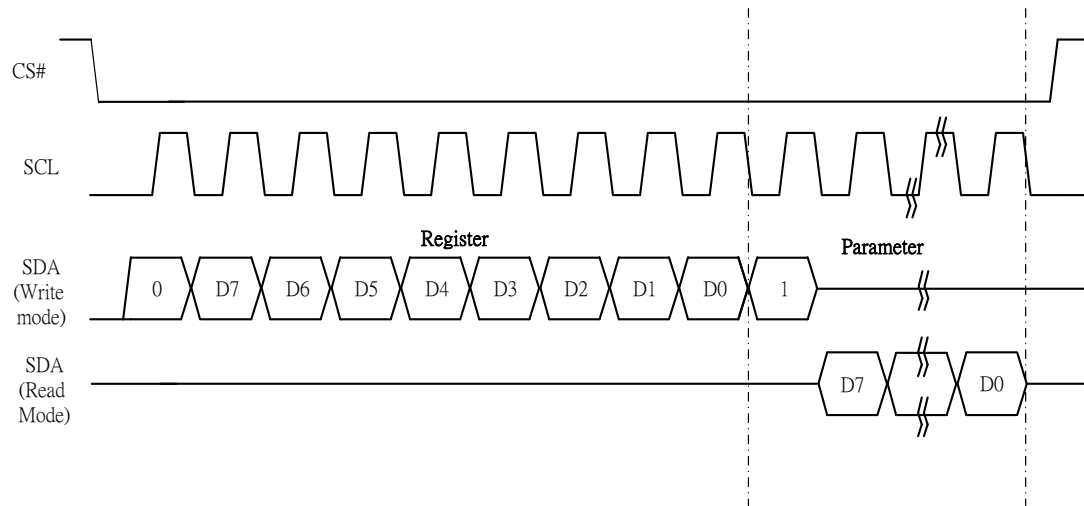 CS#
SCL
Register
Parameter
SDA
(Write
mode)
0 D7 D6 D5 D4 D3 D2 D1 D0 1
SDA
(Read
Mode)
D7 D0